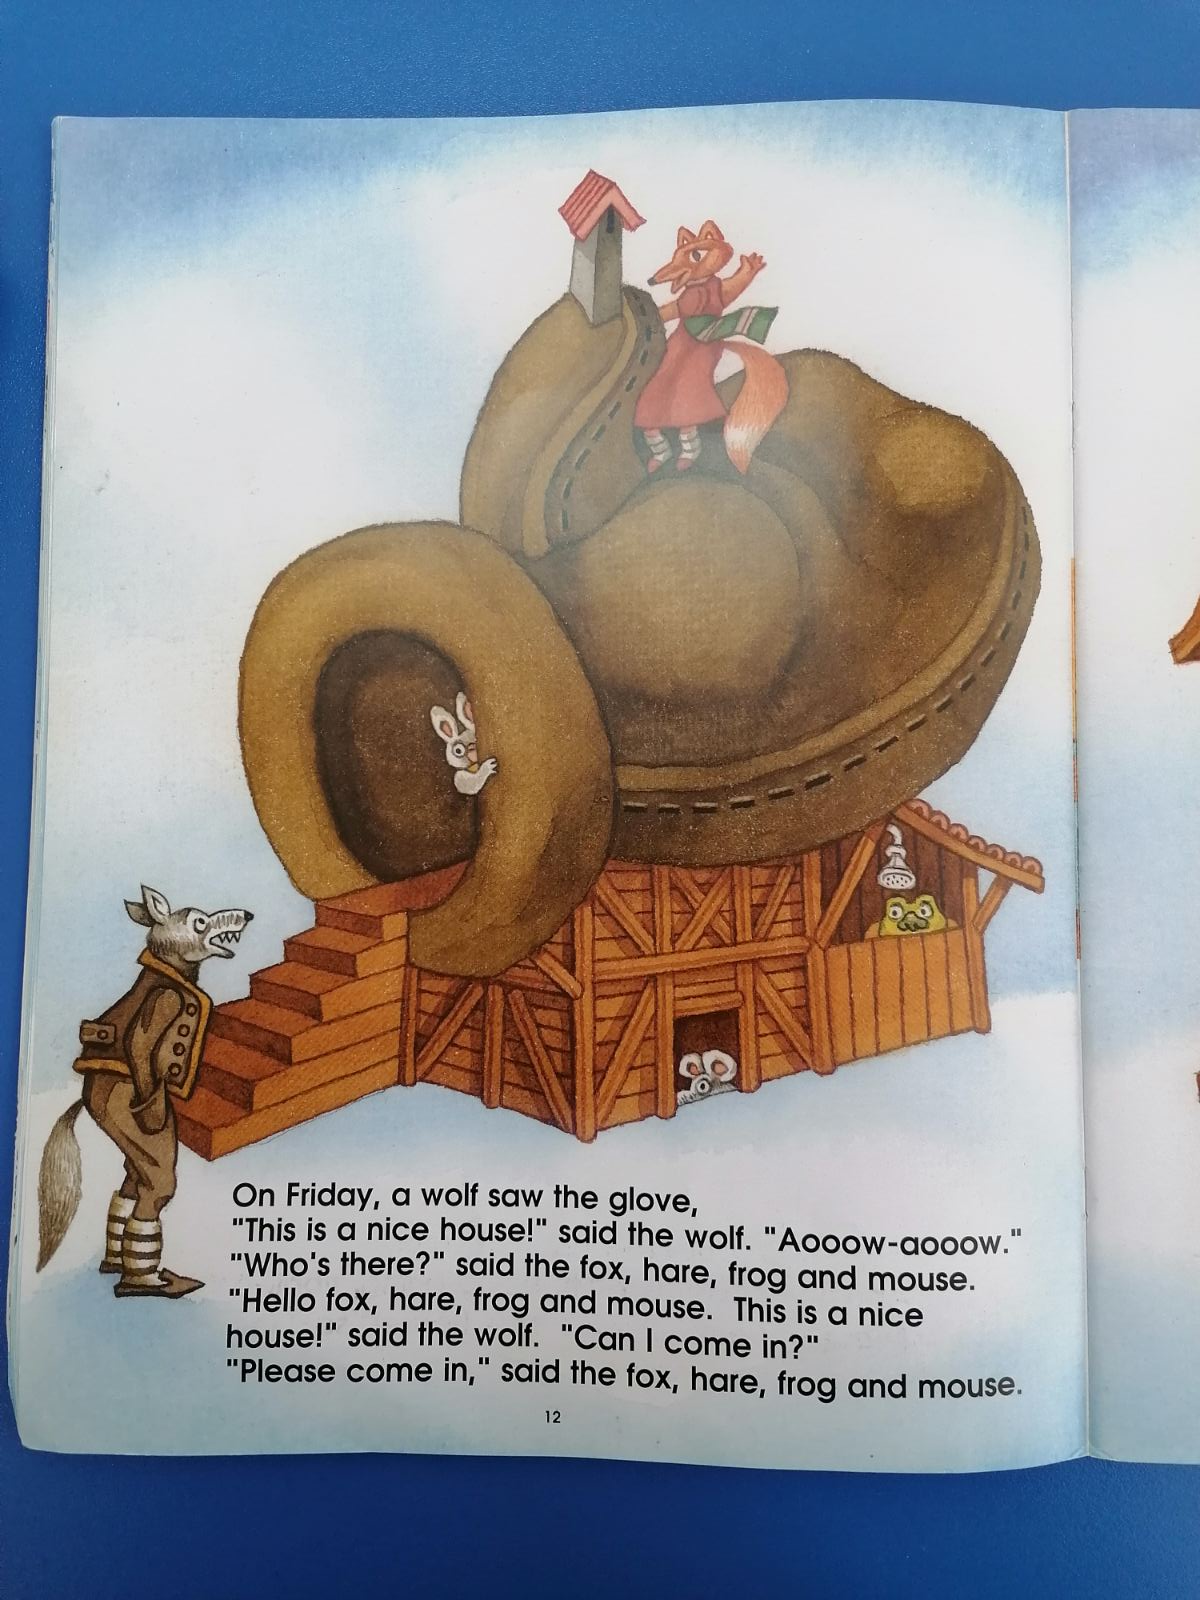 On Friday, a wolf saw the glove,
"This is a nice house!" said the wolf. "Aooow-aooow."
"Who's there?" said the fox, hare, frog and mouse.
"Hello fox, hare, frog and mouse. This is a nice
house!" said the wolf. "Can I come in?"
"Please come in," said the fox, hare, frog and mouse.
12